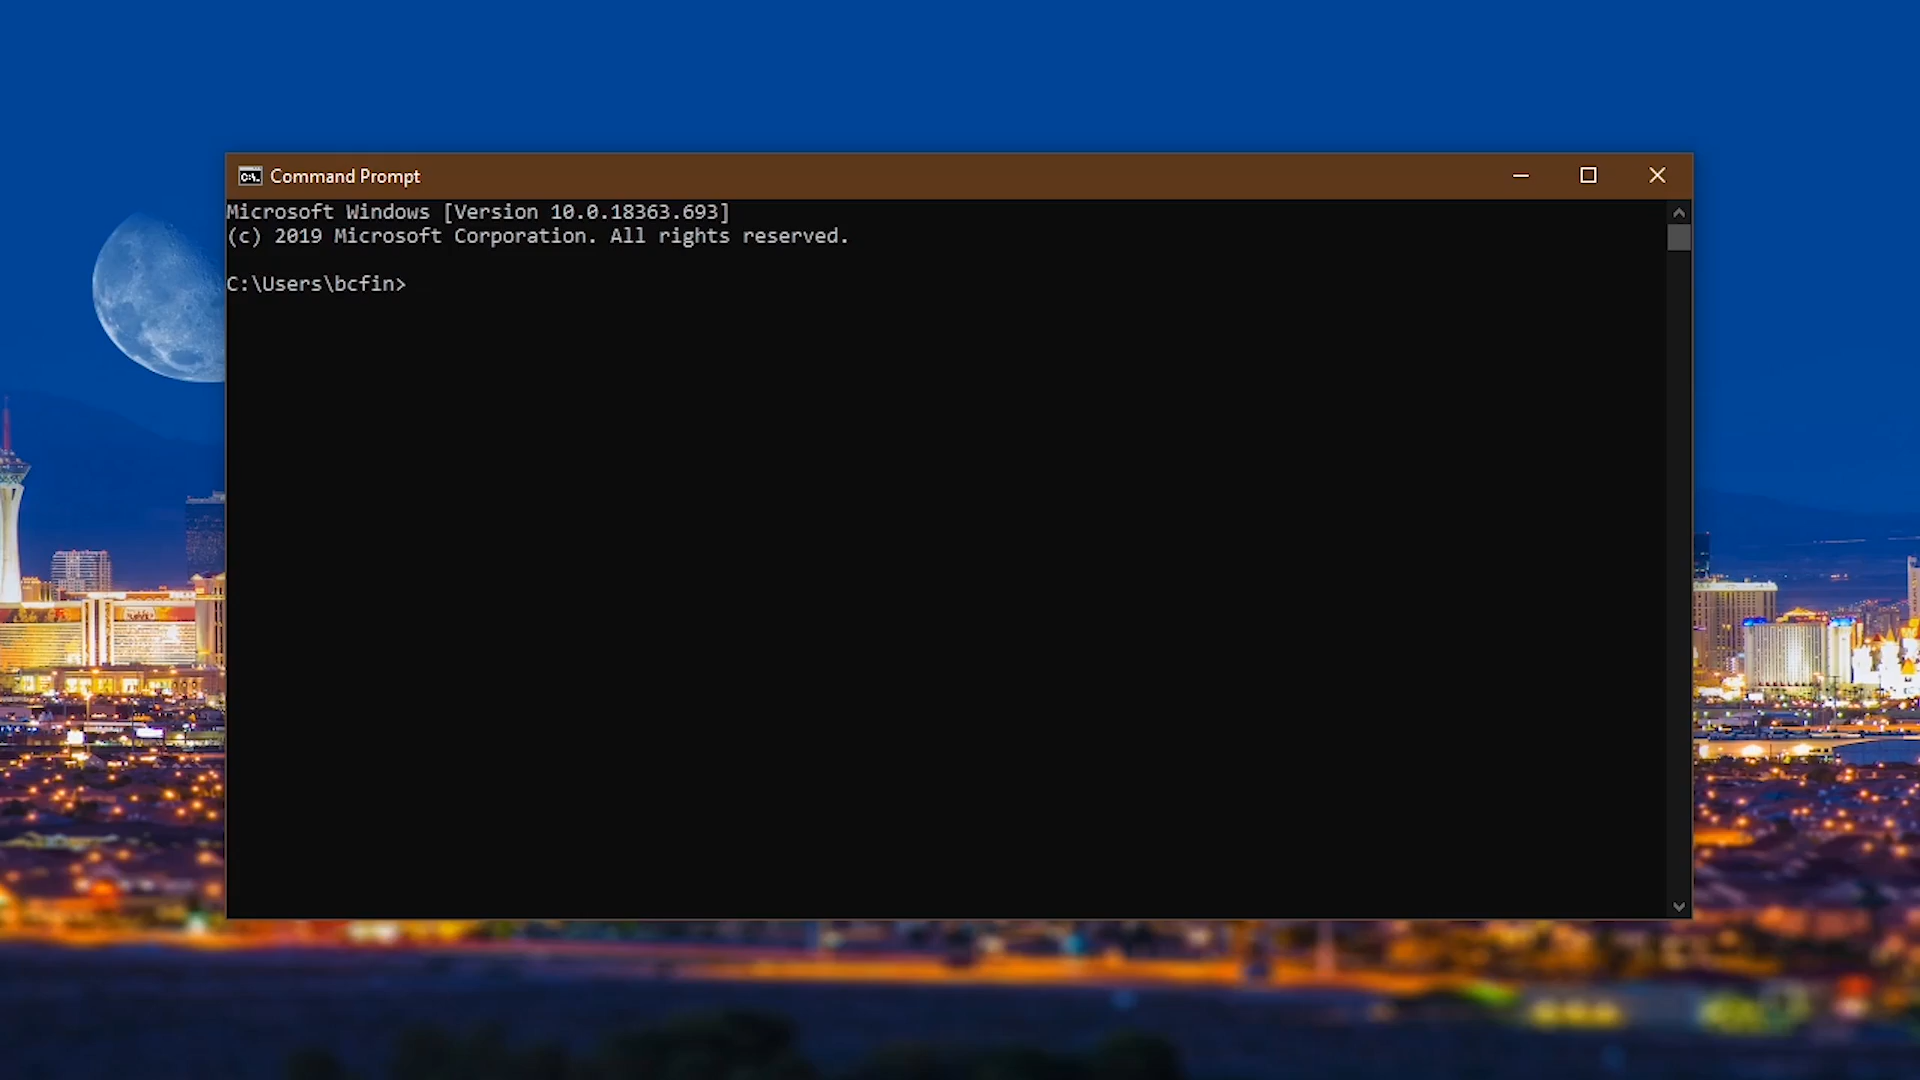 Command Prompt
Microsoft Windows [Version 10.0.18363.693]
(c) 2019 Microsoft Corporation. All rights reserved.
C:\Users\bcfin>